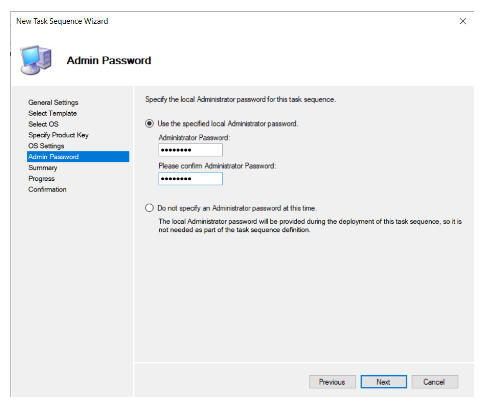 New Task Sequence Wizard
Admin Password
General Settings
Select Template
Select OS
Specify Product Key
OS Settings
Admin Password
Summary
Progress
Confirmation
Specify the local Administrator password for this task sequence.
Use the specified local Administrator password.
Administrator Password:
••••••••
Please confirm Administrator Password:
••••••••
Do not specify an Administrator password at this time.
The local Administrator password will be provided during the deployment of this task sequence, so it is
not needed as part of the task sequence definition.
Previous
Next
Cancel